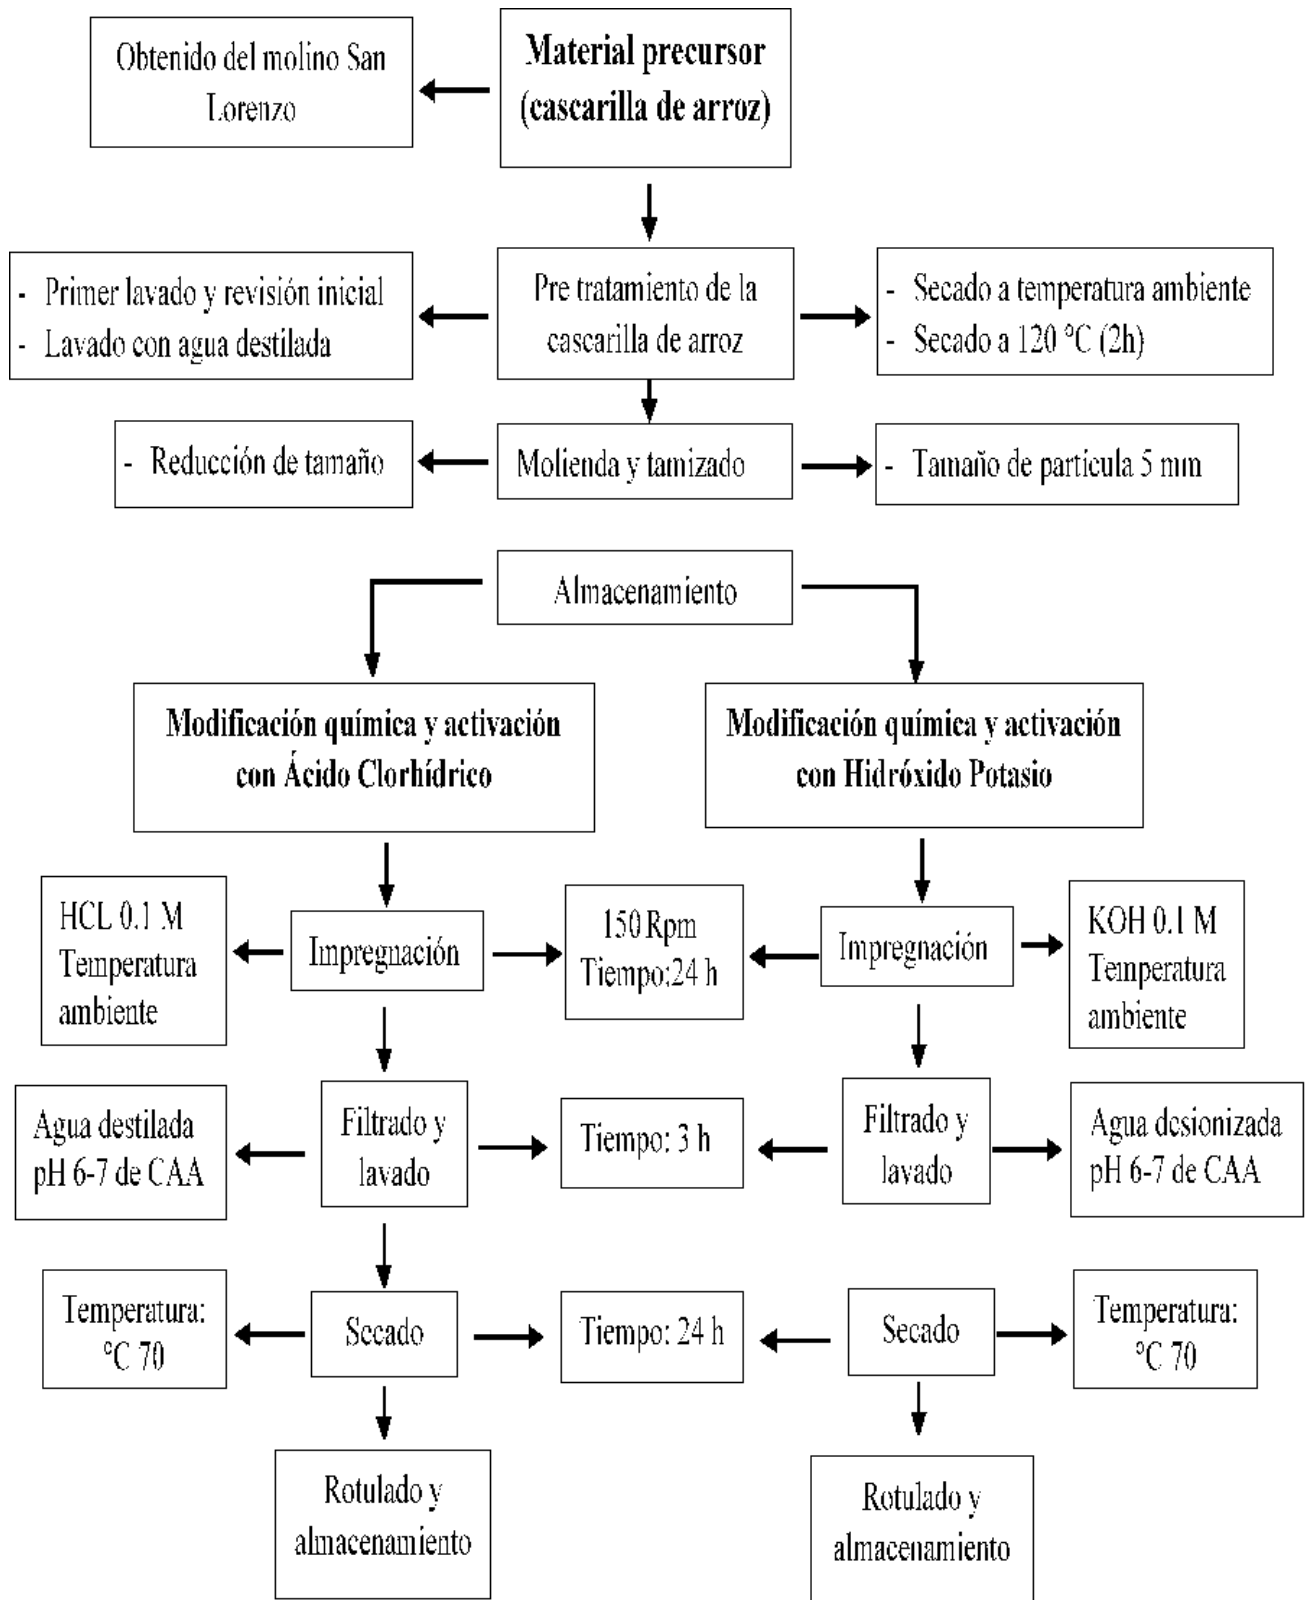 Obtenido del molino San
Lorenzo
Material precursor
(cascarilla de arroz)
- Primer lavado y revisión inicial
- Lavado con agua destilada
Pre tratamiento de la
cascarilla de arroz
- Secado a temperatura ambiente
- Secado a 120 °C (2h)
- Reducción de tamaño
Molienda y tamizado
- Tamaño de partícula 5 mm
Almacenamiento
Modificación química y activación
con Ácido Clorhídrico
Modificación química y activación
con Hidróxido Potasio
HCL 0.1 M
Temperatura
ambiente
Impregnación
150 Rpm
Tiempo:24 h
Impregnación
KOH 0.1 M
Temperatura
ambiente
Agua destilada
pH 6-7 de CAA
Filtrado y
lavado
Tiempo: 3 h
Filtrado y
lavado
Agua desionizada
pH 6-7 de CAA
Temperatura:
°C 70
Secado
Tiempo: 24 h
Secado
Temperatura:
°C 70
Rotulado y
almacenamiento
Rotulado y
almacenamiento